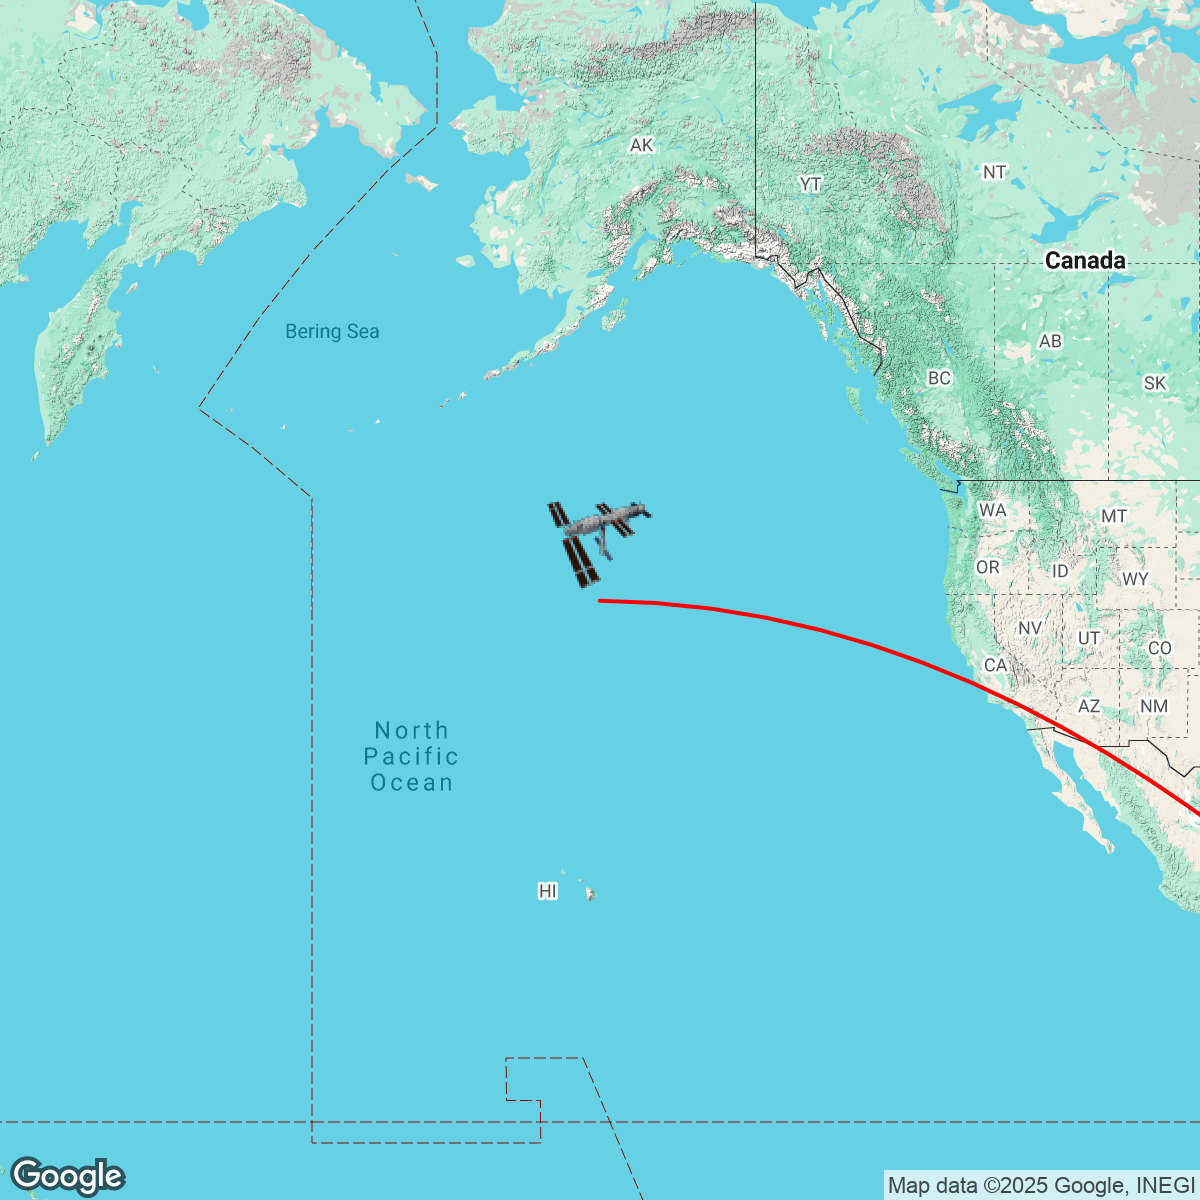 AK
NT
YT
Canada
Bering Sea
AB
BC
SK
WA
MT
OR
ID
WY
NV
UT
CO
CA
AZ
NM
North
Pacific
Ocean
HI
Google
Map data ©2025 Google, INEGI